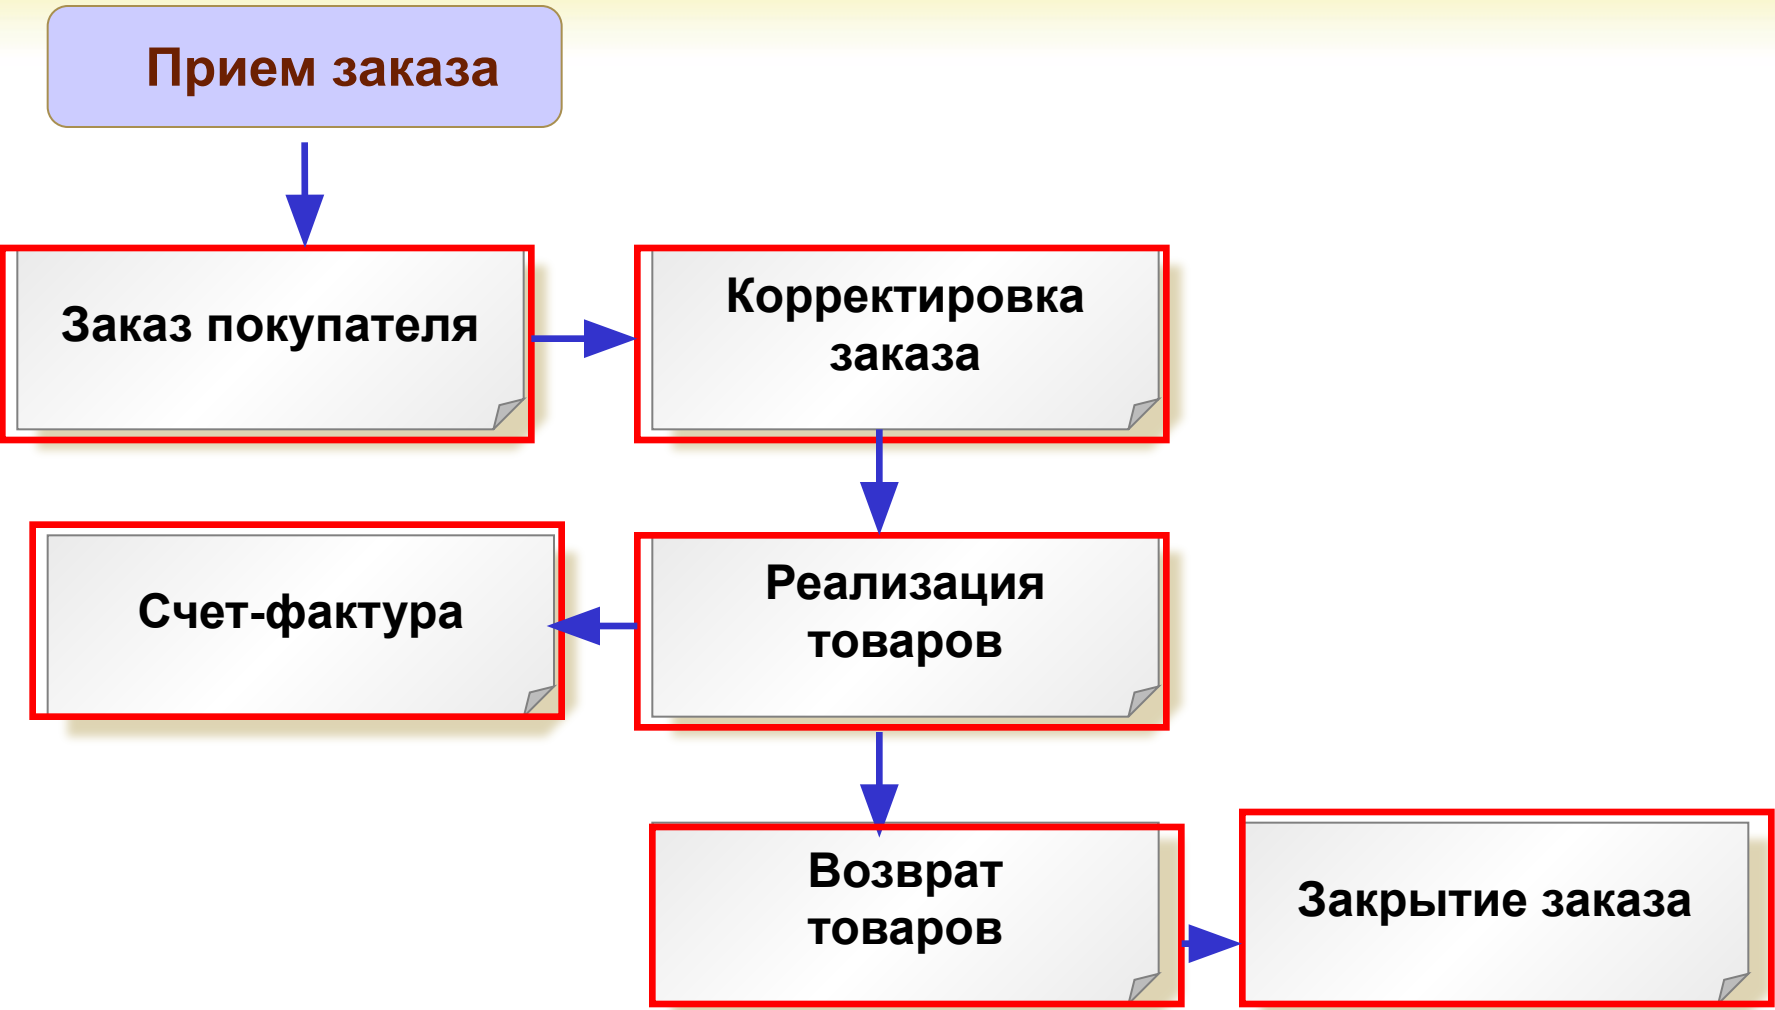 Прием заказа
Заказ покупателя
Корректировка
заказа
Счет-фактура
Реализация
товаров
Возврат
товаров
Закрытие заказа